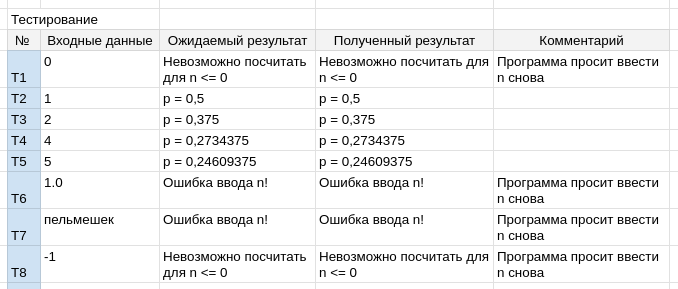 Тестирование
№ Входные данные Ожидаемый результат Полученный результат Комментарий
T1 0 Невозможно посчитать для n <= 0 Невозможно посчитать для n <= 0 Программа просит ввести n снова
T2 1 p = 0,5 p = 0,5
T3 2 p = 0,375 p = 0,375
T4 4 p = 0,2734375 p = 0,2734375
T5 5 p = 0,24609375 p = 0,24609375
T6 1.0 Ошибка ввода n! Ошибка ввода n! Программа просит ввести n снова
T7 пельмешек Ошибка ввода n! Ошибка ввода n! Программа просит ввести n снова
T8 -1 Невозможно посчитать для n <= 0 Невозможно посчитать для n <= 0 Программа просит ввести n снова